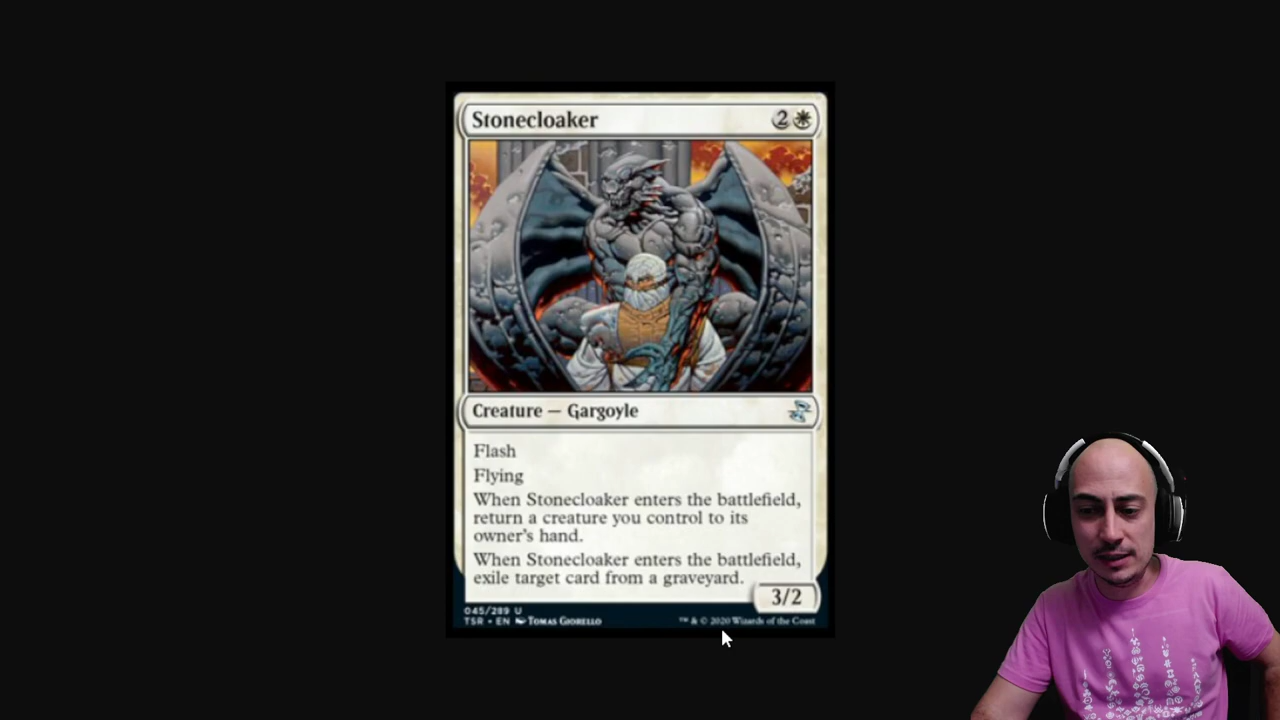 Stonecloaker 2
Creature — Gargoyle
Flash
Flying
When Stonecloaker enters the battlefield,
return a creature you control to its
owner's hand.
When Stonecloaker enters the battlefield,
exile target card from a graveyard.
3/2
045/289 U
TSR • EN Tomas Giorello
™ & © 2020 Wizards of the Coast